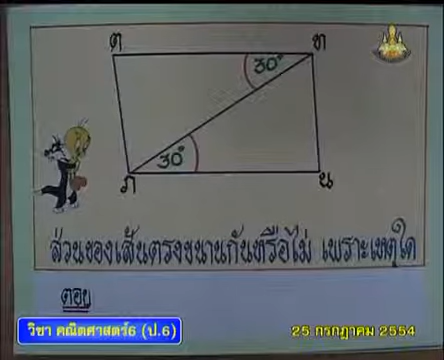 ต ท
30°
30°
ภ น
ส่วนของเส้นตรงขนานกันหรือไม่ เพราะเหตุใด
ตอบ
วิชา คณิตศาสตร์6 (ป.6) 25 กรกฎาคม 2554